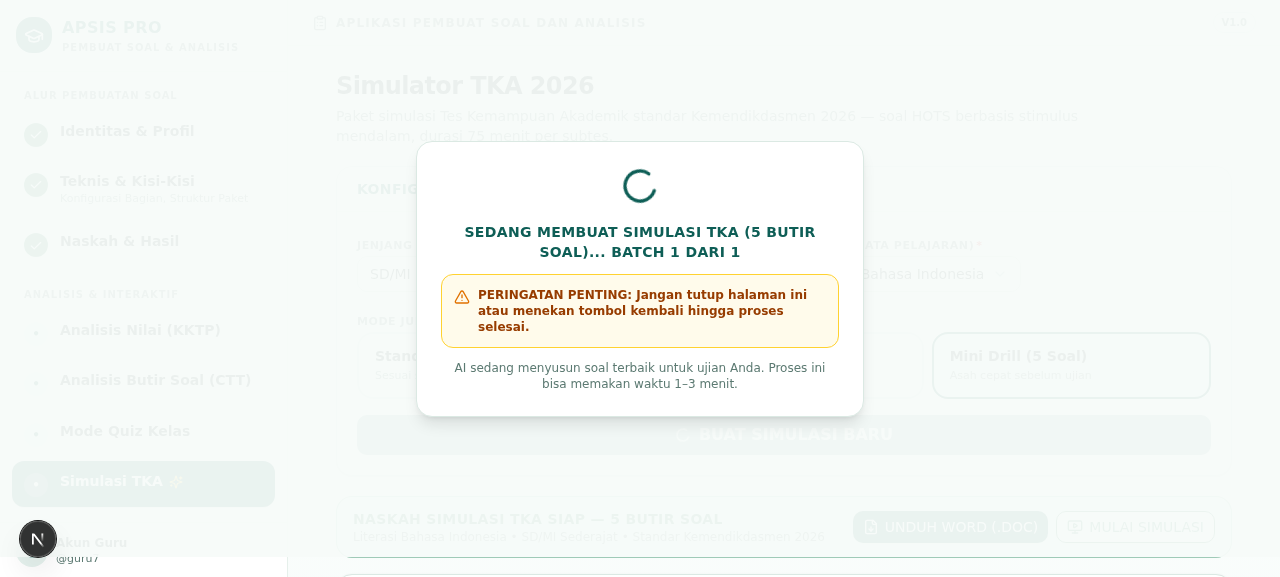 APSIS PRO
PEMBUAT SOAL & ANALISIS
ALUR PEMBUATAN SOAL
Identitas & Profil
Teknis & Kisi-Kisi
Konfigurasi Bagian, Struktur Paket
Naskah & Hasil
ANALISIS & INTERAKTIF
Analisis Nilai (KKTP)
Analisis Butir Soal (CTT)
Mode Quiz Kelas
Simulasi TKA
Akun Guru
@guru7
N
APLIKASI PEMBUAT SOAL DAN ANALISIS
V1.0
Simulator TKA 2026
Paket simulasi Tes Kemampuan Akademik standar Kemendikdasmen 2026 — soal HOTS berbasis stimulus
mendalam, durasi 75 menit per subtes.
KONFIG
JENJANG
ATA PELAJARAN)*
SD/MI
Bahasa Indonesia
MODE
Stand
Mini Drill (5 Soal)
BUAT SIMULASI BARU
SEDANG MEMBUAT SIMULASI TKA (5 BUTIR
SOAL)... BATCH 1 DARI 1
PERINGATAN PENTING: Jangan tutup halaman ini
atau menekan tombol kembali hingga proses
selesai.
AI sedang menyusun soal terbaik untuk ujian Anda. Proses ini
bisa memakan waktu 1–3 menit.
NASKAH SIMULASI TKA SIAP — 5 BUTIR SOAL
Literasi Bahasa Indonesia • SD/MI Sederajat • Standar Kemendikdasmen 2026
UNDUH WORD (.DOC)
MULAI SIMULASI